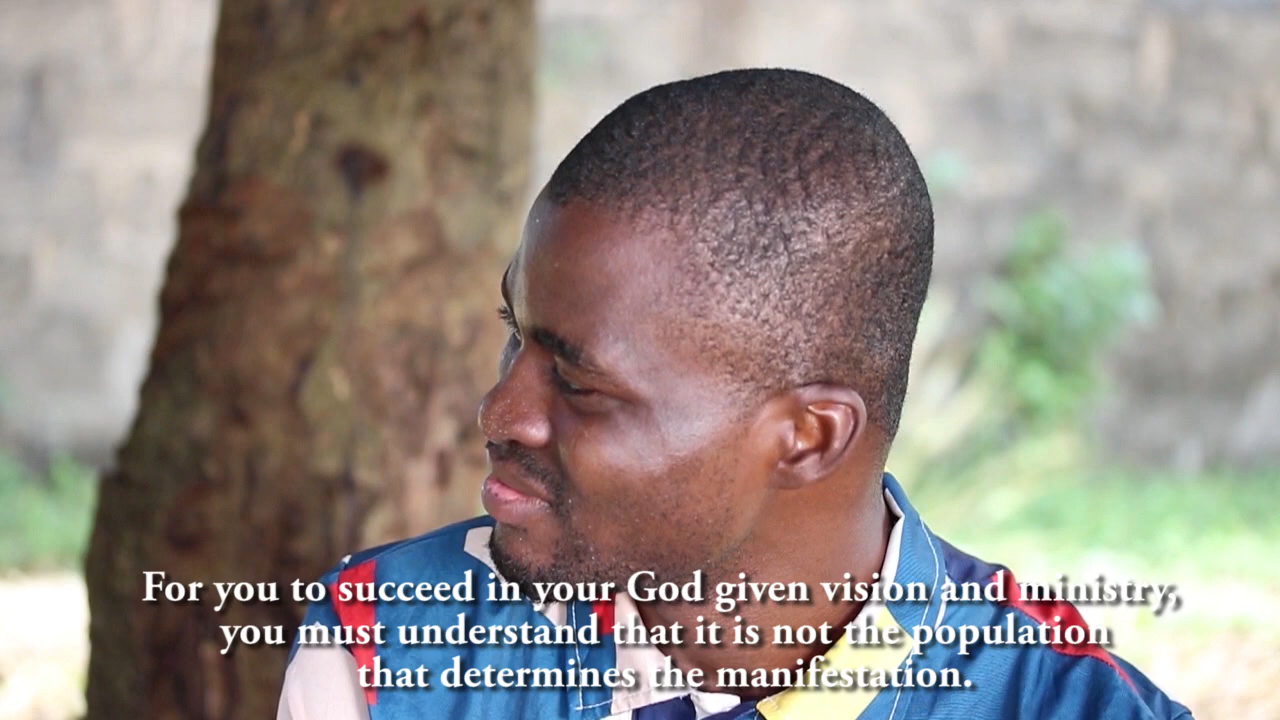 For you to succeed in your God given vision and ministry,
you must understand that it is not the population
that determines the manifestation.